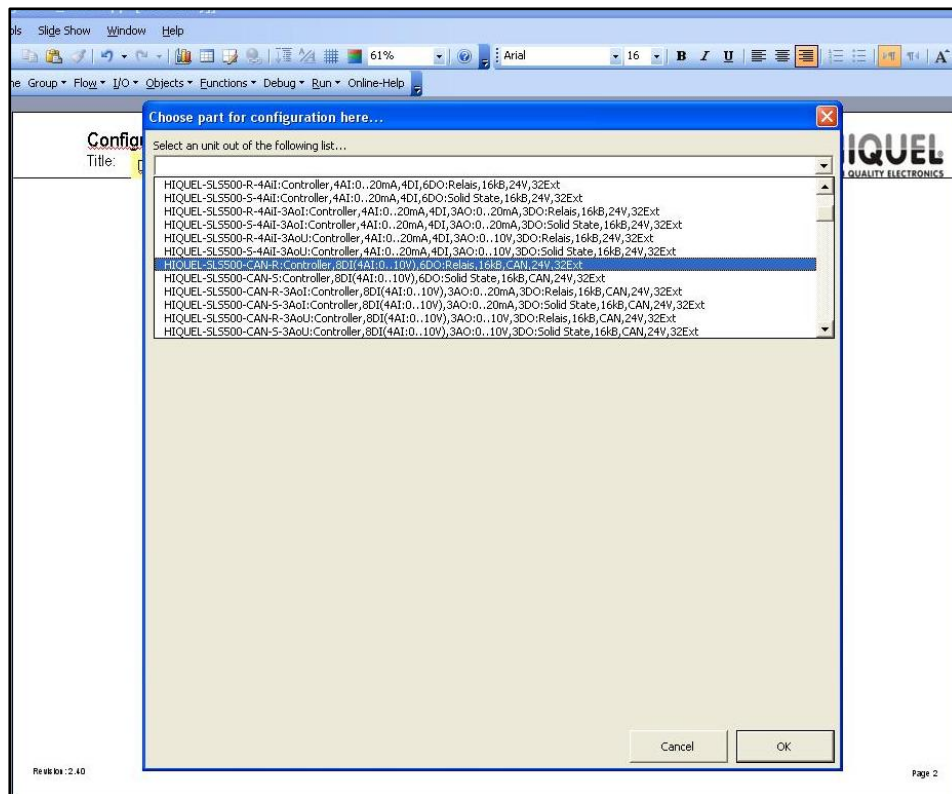 ols Slide Show Window Help
61% Arial 16 B I U A
ne Group Flow I/O Objects Functions Debug Run Online-Help
Choose part for configuration here...
Select an unit out of the following list...
Config
Title:
HIQUEL
QUALITY ELECTRONICS
HIQUEL-SLS500-R-4AiI:Controller,4AI:0..20mA,4DI,6DO:Relais,16kB,24V,32Ext
HIQUEL-SLS500-S-4AiI:Controller,4AI:0..20mA,4DI,6DO:Solid State,16kB,24V,32Ext
HIQUEL-SLS500-R-4AiI-3AoI:Controller,4AI:0..20mA,4DI,3AO:0..20mA,3DO:Relais,16kB,24V,32Ext
HIQUEL-SLS500-S-4AiI-3AoI:Controller,4AI:0..20mA,4DI,3AO:0..20mA,3DO:Solid State,16kB,24V,32Ext
HIQUEL-SLS500-R-4AiI-3AoU:Controller,4AI:0..20mA,4DI,3AO:0..10V,3DO:Relais,16kB,24V,32Ext
HIQUEL-SLS500-S-4AiI-3AoU:Controller,4AI:0..20mA,4DI,3AO:0..10V,3DO:Solid State,16kB,24V,32Ext
HIQUEL-SLS500-CAN-R:Controller,8DI(4AI:0..10V),6DO:Relais,16kB,CAN,24V,32Ext
HIQUEL-SLS500-CAN-S:Controller,8DI(4AI:0..10V),6DO:Solid State,16kB,CAN,24V,32Ext
HIQUEL-SLS500-CAN-R-3AoI:Controller,8DI(4AI:0..10V),3AO:0..20mA,3DO:Relais,16kB,CAN,24V,32Ext
HIQUEL-SLS500-CAN-S-3AoI:Controller,8DI(4AI:0..10V),3AO:0..20mA,3DO:Solid State,16kB,CAN,24V,32Ext
HIQUEL-SLS500-CAN-R-3AoU:Controller,8DI(4AI:0..10V),3AO:0..10V,3DO:Relais,16kB,CAN,24V,32Ext
HIQUEL-SLS500-CAN-S-3AoU:Controller,8DI(4AI:0..10V),3AO:0..10V,3DO:Solid State,16kB,CAN,24V,32Ext
Cancel OK
Revision:2.40 Page 2